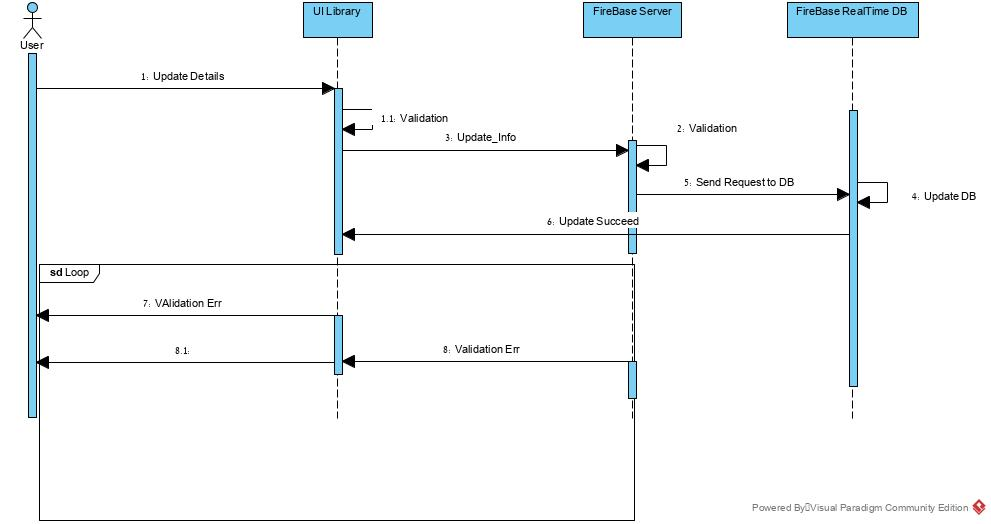 UI Library
FireBase Server
FireBase RealTime DB
User
1: Update Details
1.1: Validation
2: Validation
3: Update_Info
5: Send Request to DB
4: Update DB
6: Update Succeed
sd Loop
7: VAlidation Err
8.1:
8: Validation Err
Powered By Visual Paradigm Community Edition